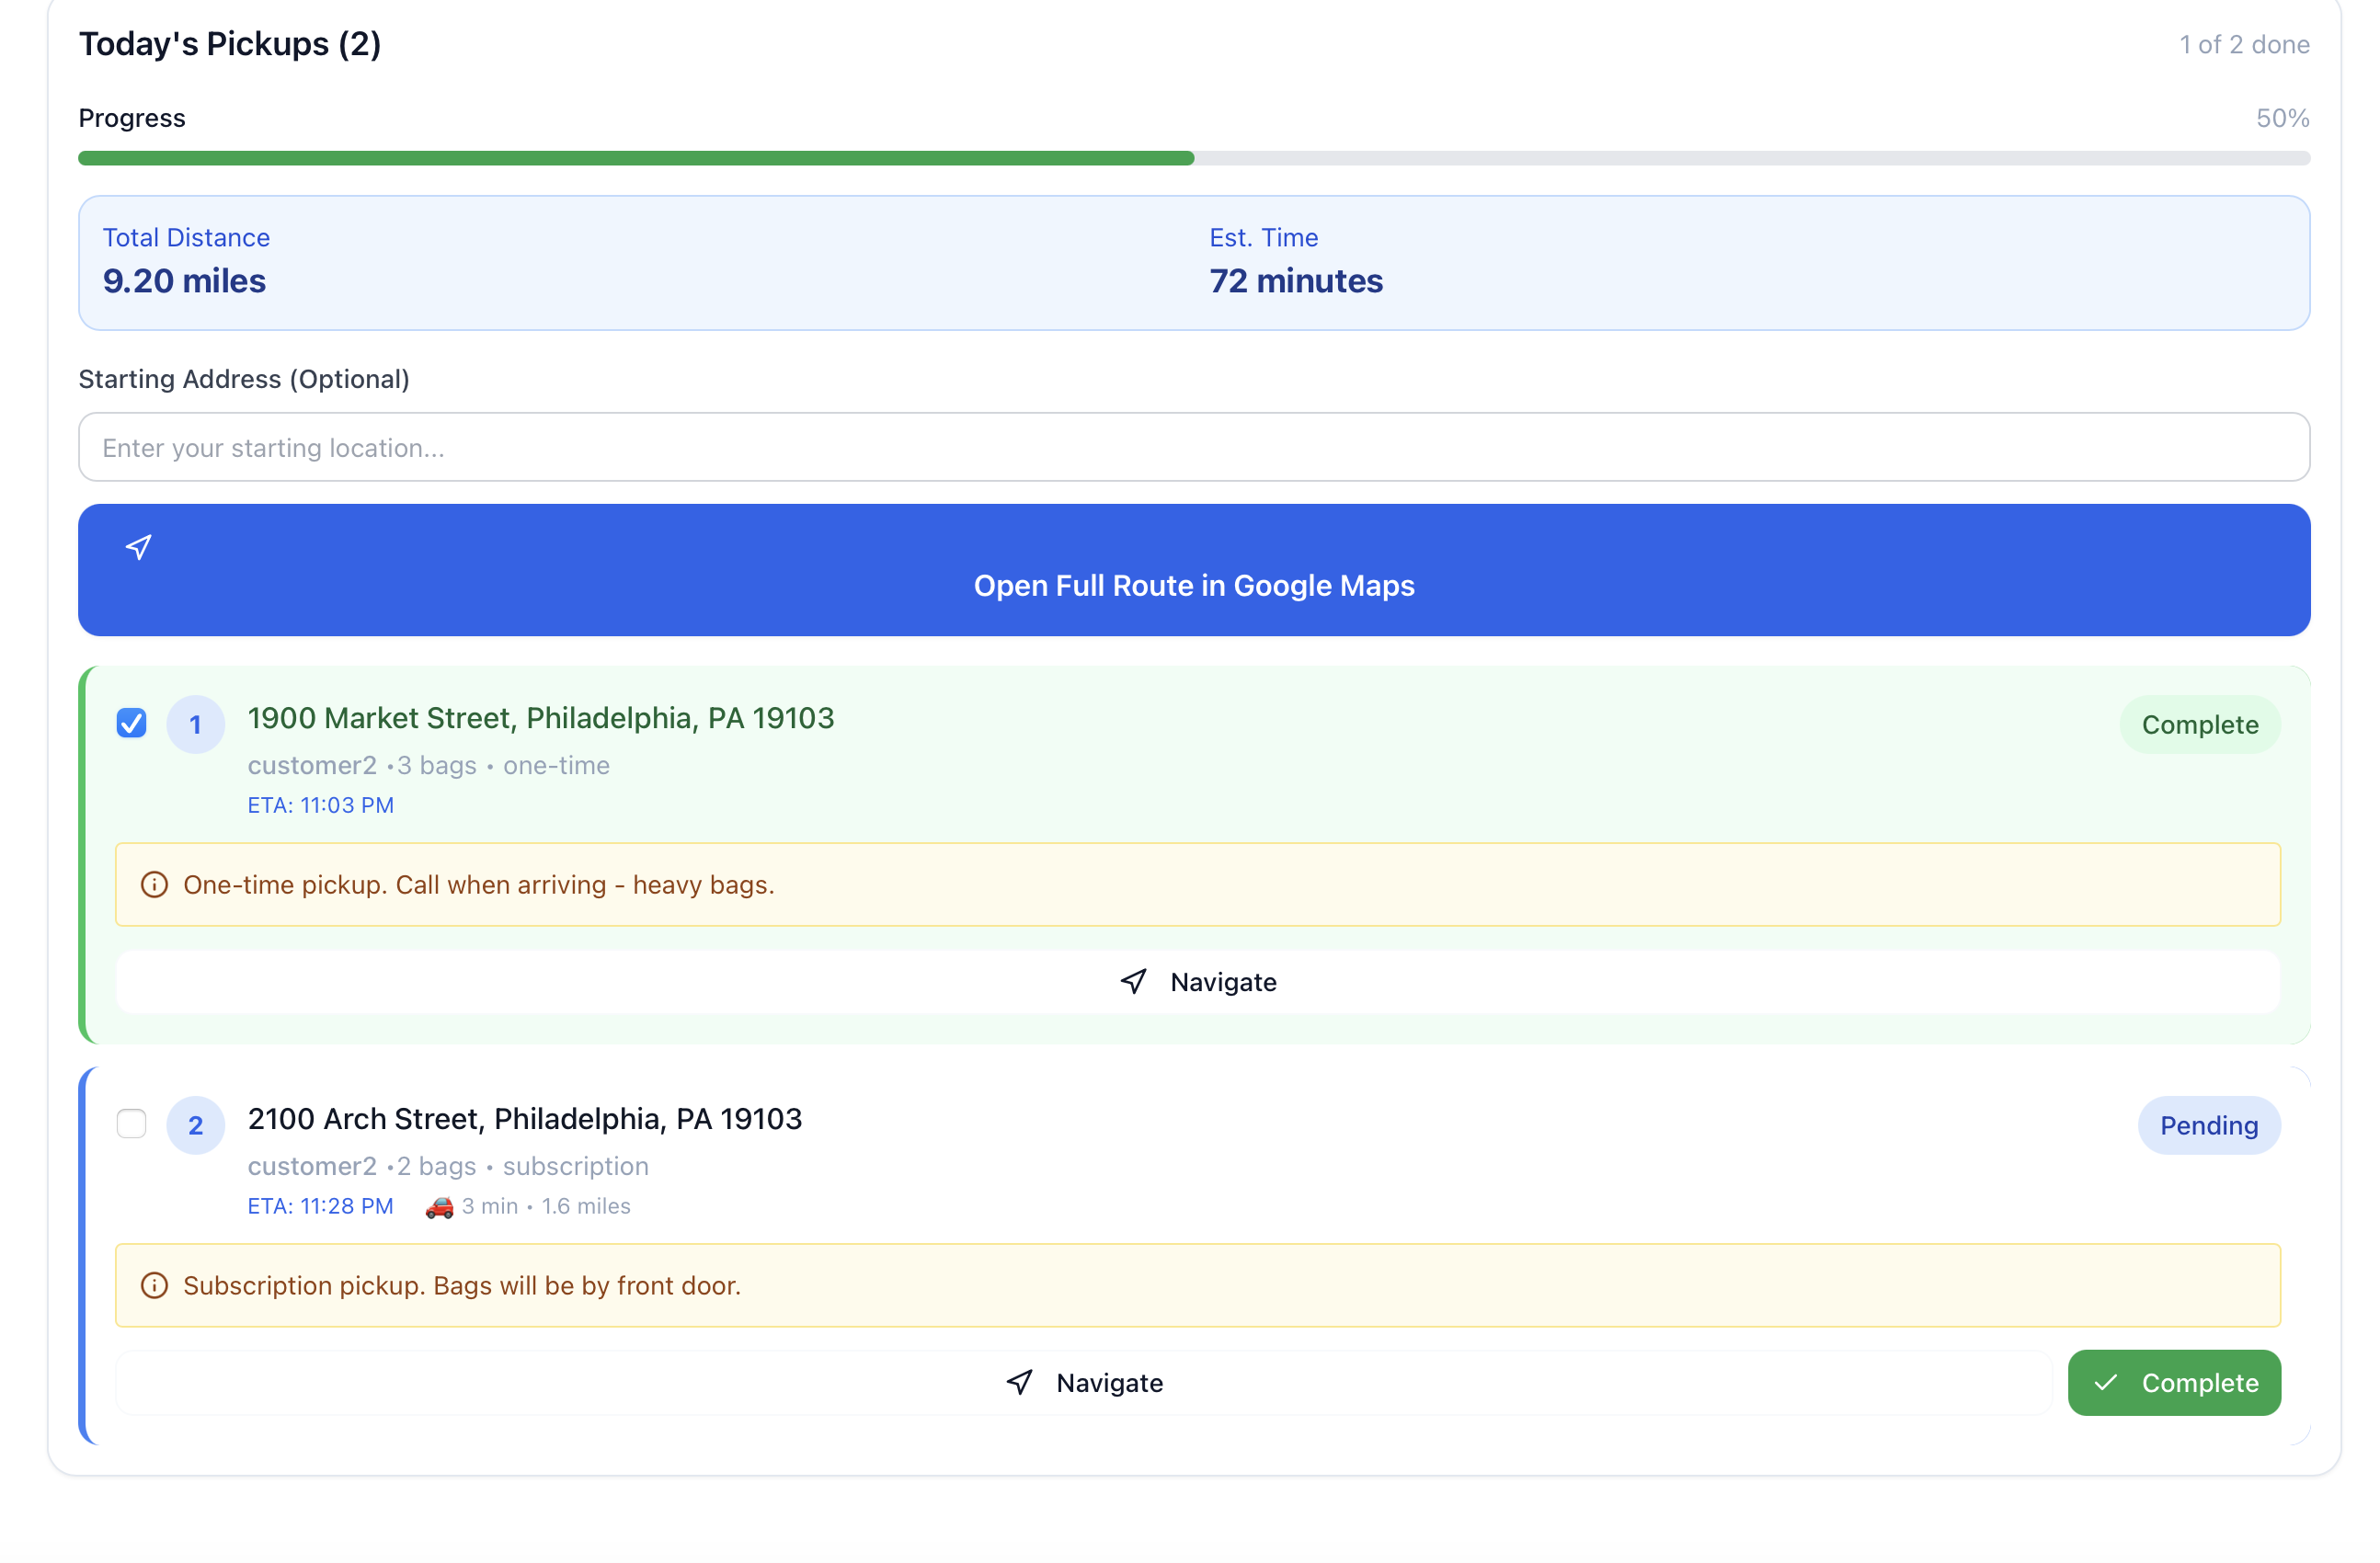 Today's Pickups (2)
1 of 2 done
Progress
50%
Total Distance
9.20 miles
Est. Time
72 minutes
Starting Address (Optional)
Enter your starting location...
Open Full Route in Google Maps
1
1900 Market Street, Philadelphia, PA 19103
Complete
customer2 •3 bags • one-time
ETA: 11:03 PM
One-time pickup. Call when arriving - heavy bags.
Navigate
2
2100 Arch Street, Philadelphia, PA 19103
Pending
customer2 •2 bags • subscription
ETA: 11:28 PM 🚗 3 min • 1.6 miles
Subscription pickup. Bags will be by front door.
Navigate
Complete